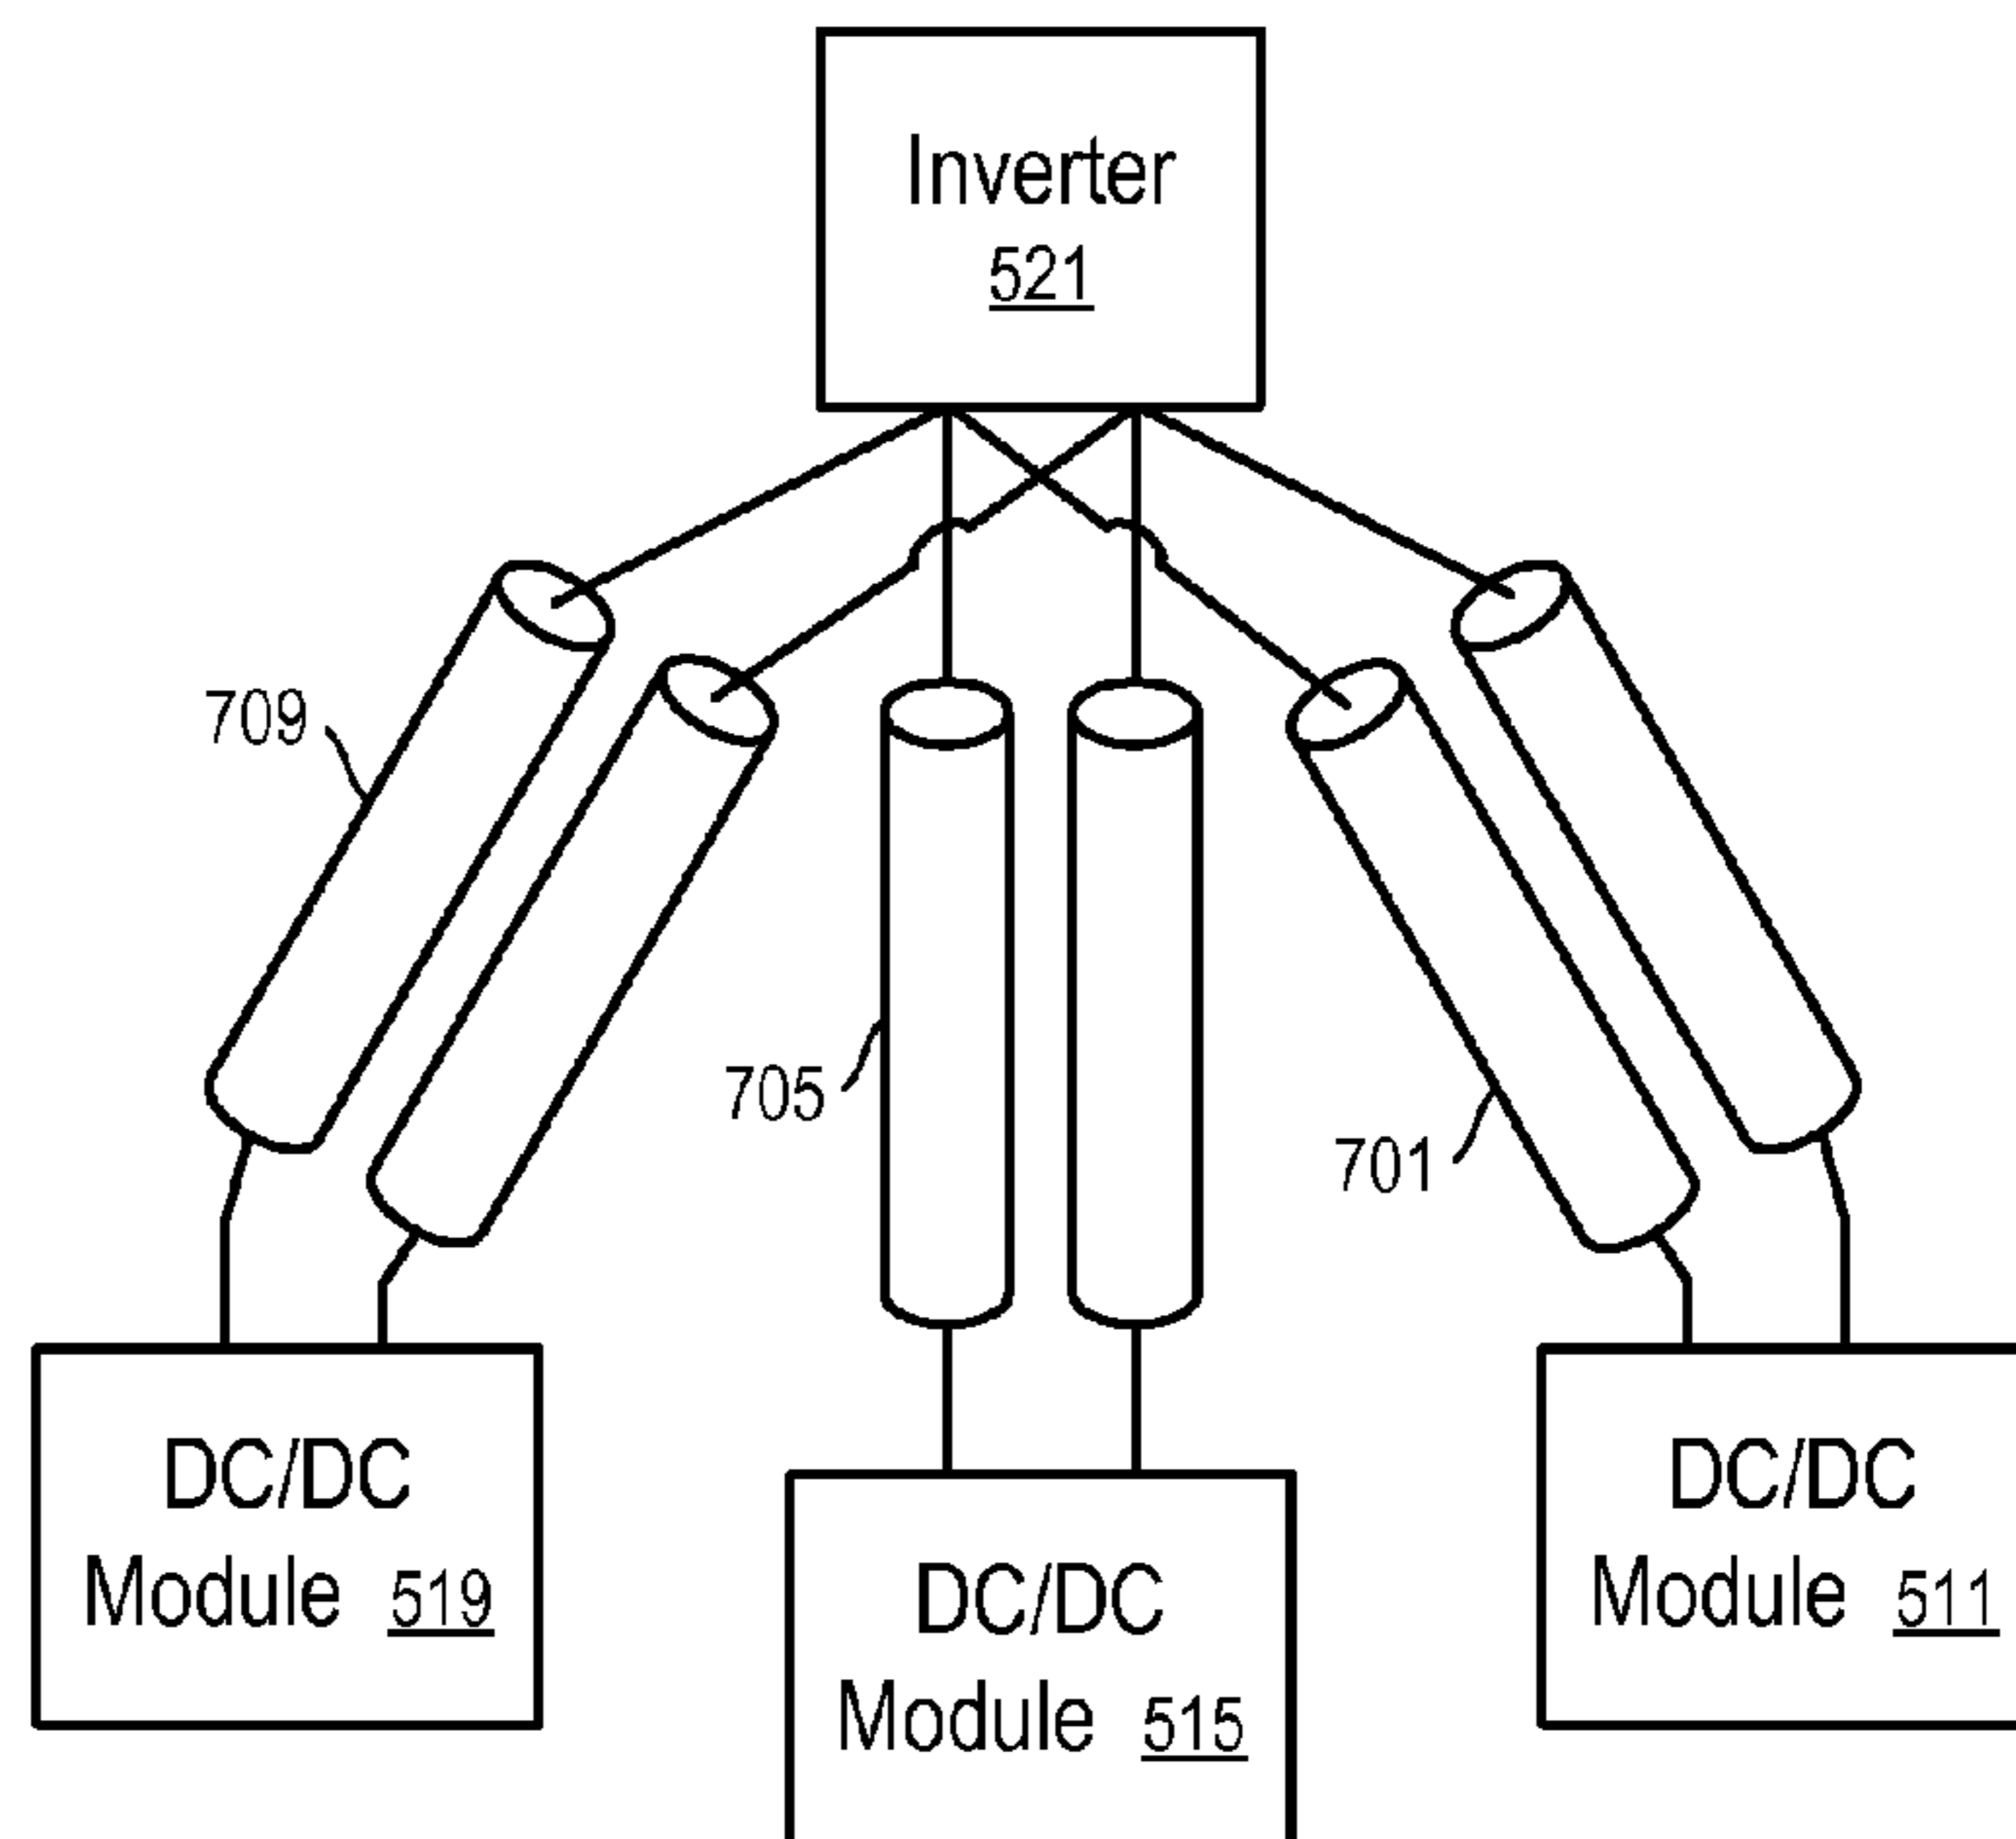 Inverter
521
709
705
701
DC/DC
Module 519
DC/DC
Module 515
DC/DC
Module 511